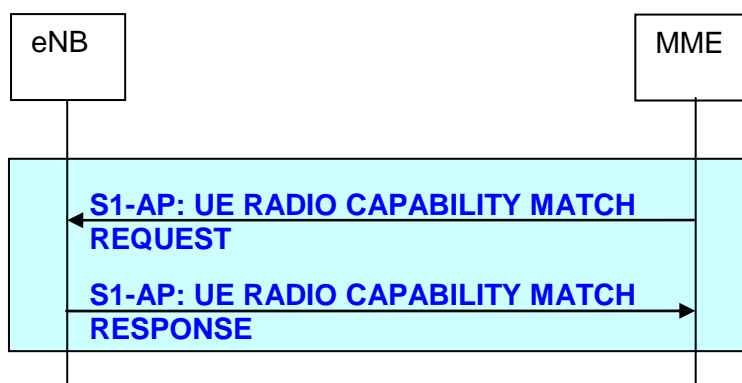 eNB
MME
S1-AP: UE RADIO CAPABILITY MATCH
REQUEST
S1-AP: UE RADIO CAPABILITY MATCH
RESPONSE